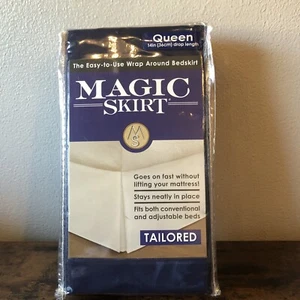 Queen
14in (36cm) drop length
The Easy-to-Use Wrap Around Bedskirt
MAGIC
SKIRT
Goes on fast without
lifting your mattress!
Stays neatly in place
Fits both conventional
and adjustable beds
TAILORED